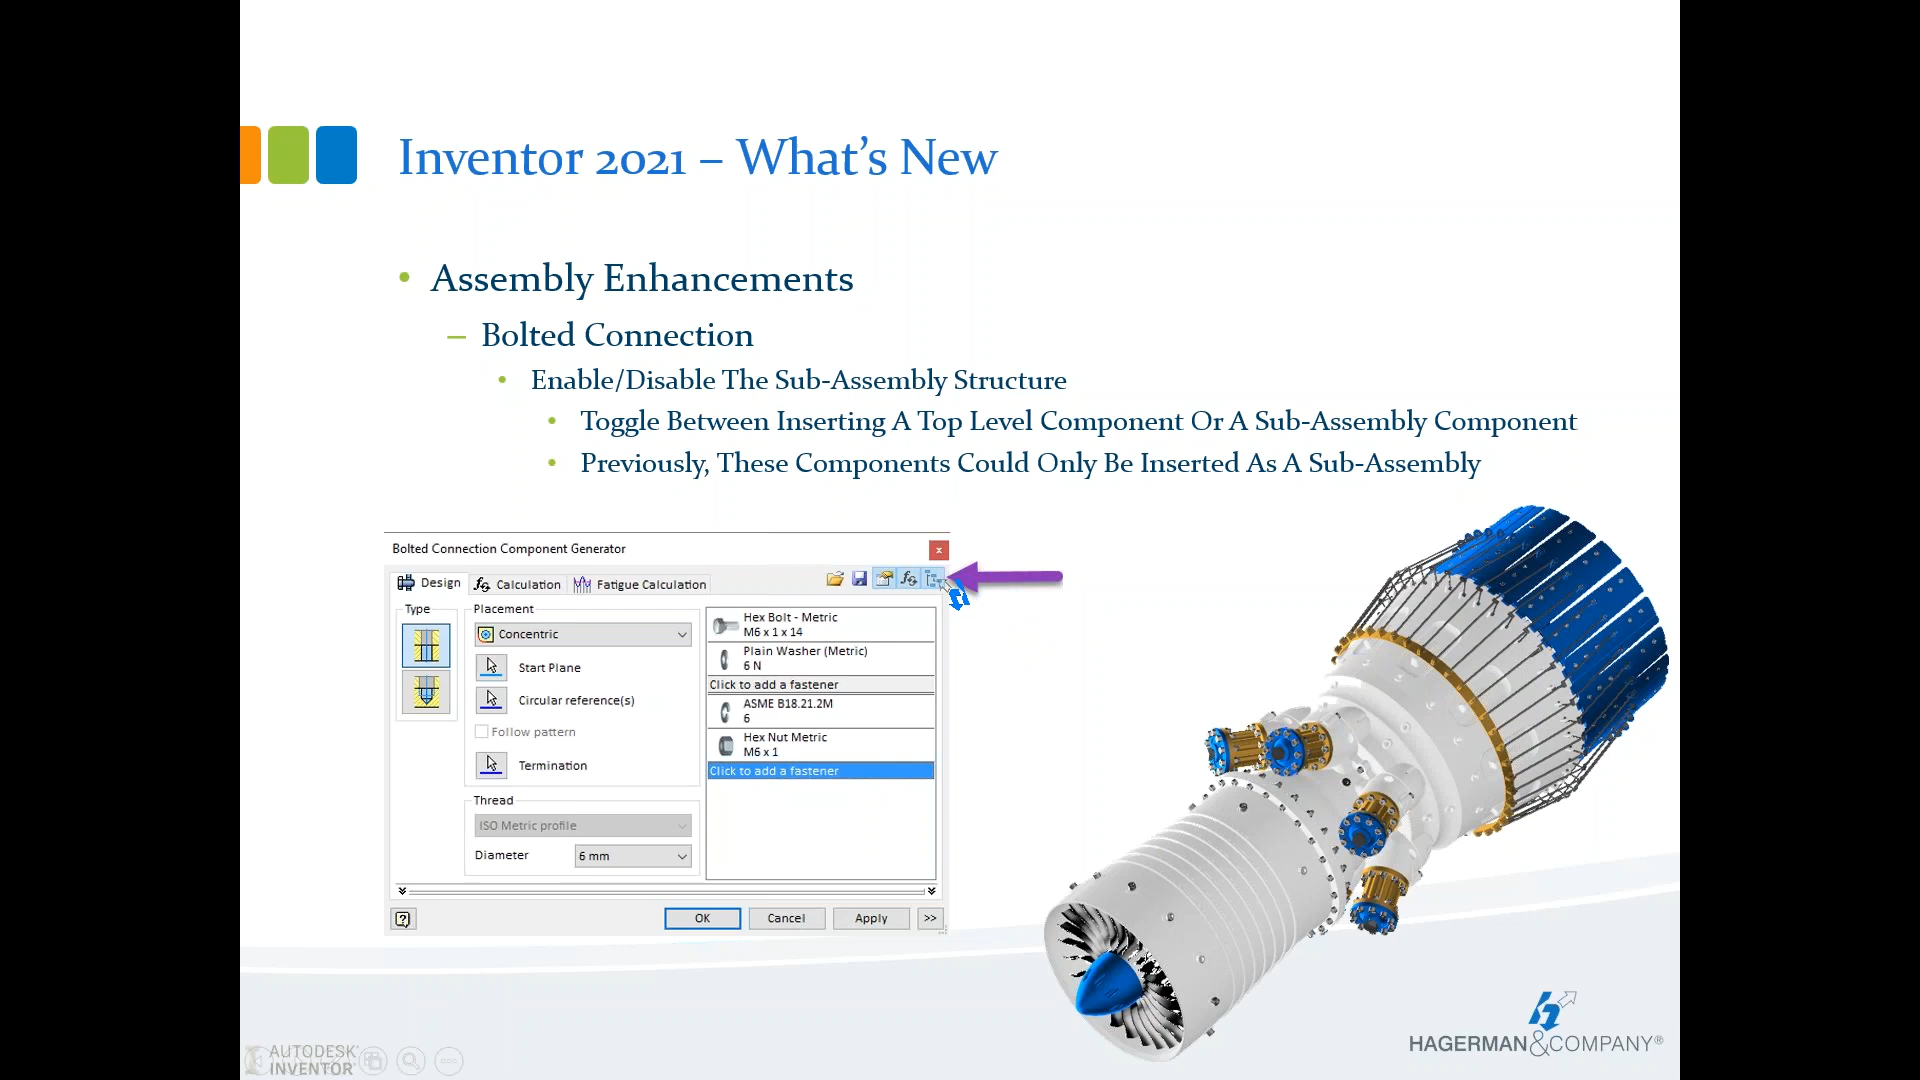 Inventor 2021 – What's New
• Assembly Enhancements
– Bolted Connection
• Enable/Disable The Sub-Assembly Structure
• Toggle Between Inserting A Top Level Component Or A Sub-Assembly Component
• Previously, These Components Could Only Be Inserted As A Sub-Assembly
Bolted Connection Component Generator
x
Design
Calculation
Fatigue Calculation
Type
Placement
Concentric
Start Plane
Circular reference(s)
Follow pattern
Termination
Thread
ISO Metric profile
Diameter
6 mm
Hex Bolt - Metric
M6 x 1 x 14
Plain Washer (Metric)
6 N
Click to add a fastener
ASME B18.21.2M
6
Hex Nut Metric
M6 x 1
Click to add a fastener
?
OK
Cancel
Apply
>>
AUTODESK®
INVENTOR®
HAGERMAN&COMPANY®